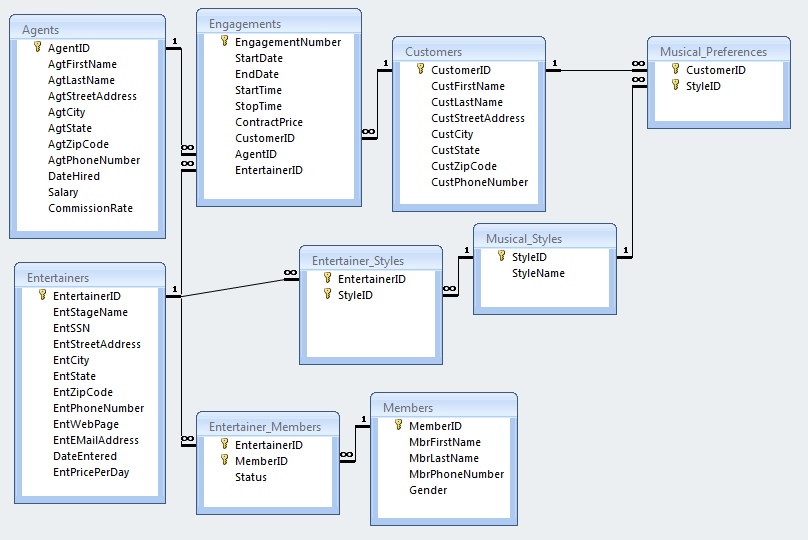 Agents
AgentID
AgtFirstName
AgtLastName
AgtStreetAddress
AgtCity
AgtState
AgtZipCode
AgtPhoneNumber
DateHired
Salary
CommissionRate
1
∞
Engagements
EngagementNumber
StartDate
EndDate
StartTime
StopTime
ContractPrice
CustomerID
AgentID
EntertainerID
∞
∞
1
Customers
CustomerID
CustFirstName
CustLastName
CustStreetAddress
CustCity
CustState
CustZipCode
CustPhoneNumber
1
∞
∞
Musical_Preferences
CustomerID
StyleID
Entertainers
EntertainerID
EntStageName
EntSSN
EntStreetAddress
EntCity
EntState
EntZipCode
EntPhoneNumber
EntWebPage
EntEMailAddress
DateEntered
EntPricePerDay
1
∞
Entertainer_Styles
EntertainerID
StyleID
∞
1
Musical_Styles
StyleID
StyleName
1
∞
Entertainer_Members
EntertainerID
MemberID
Status
∞
1
Members
MemberID
MbrFirstName
MbrLastName
MbrPhoneNumber
Gender